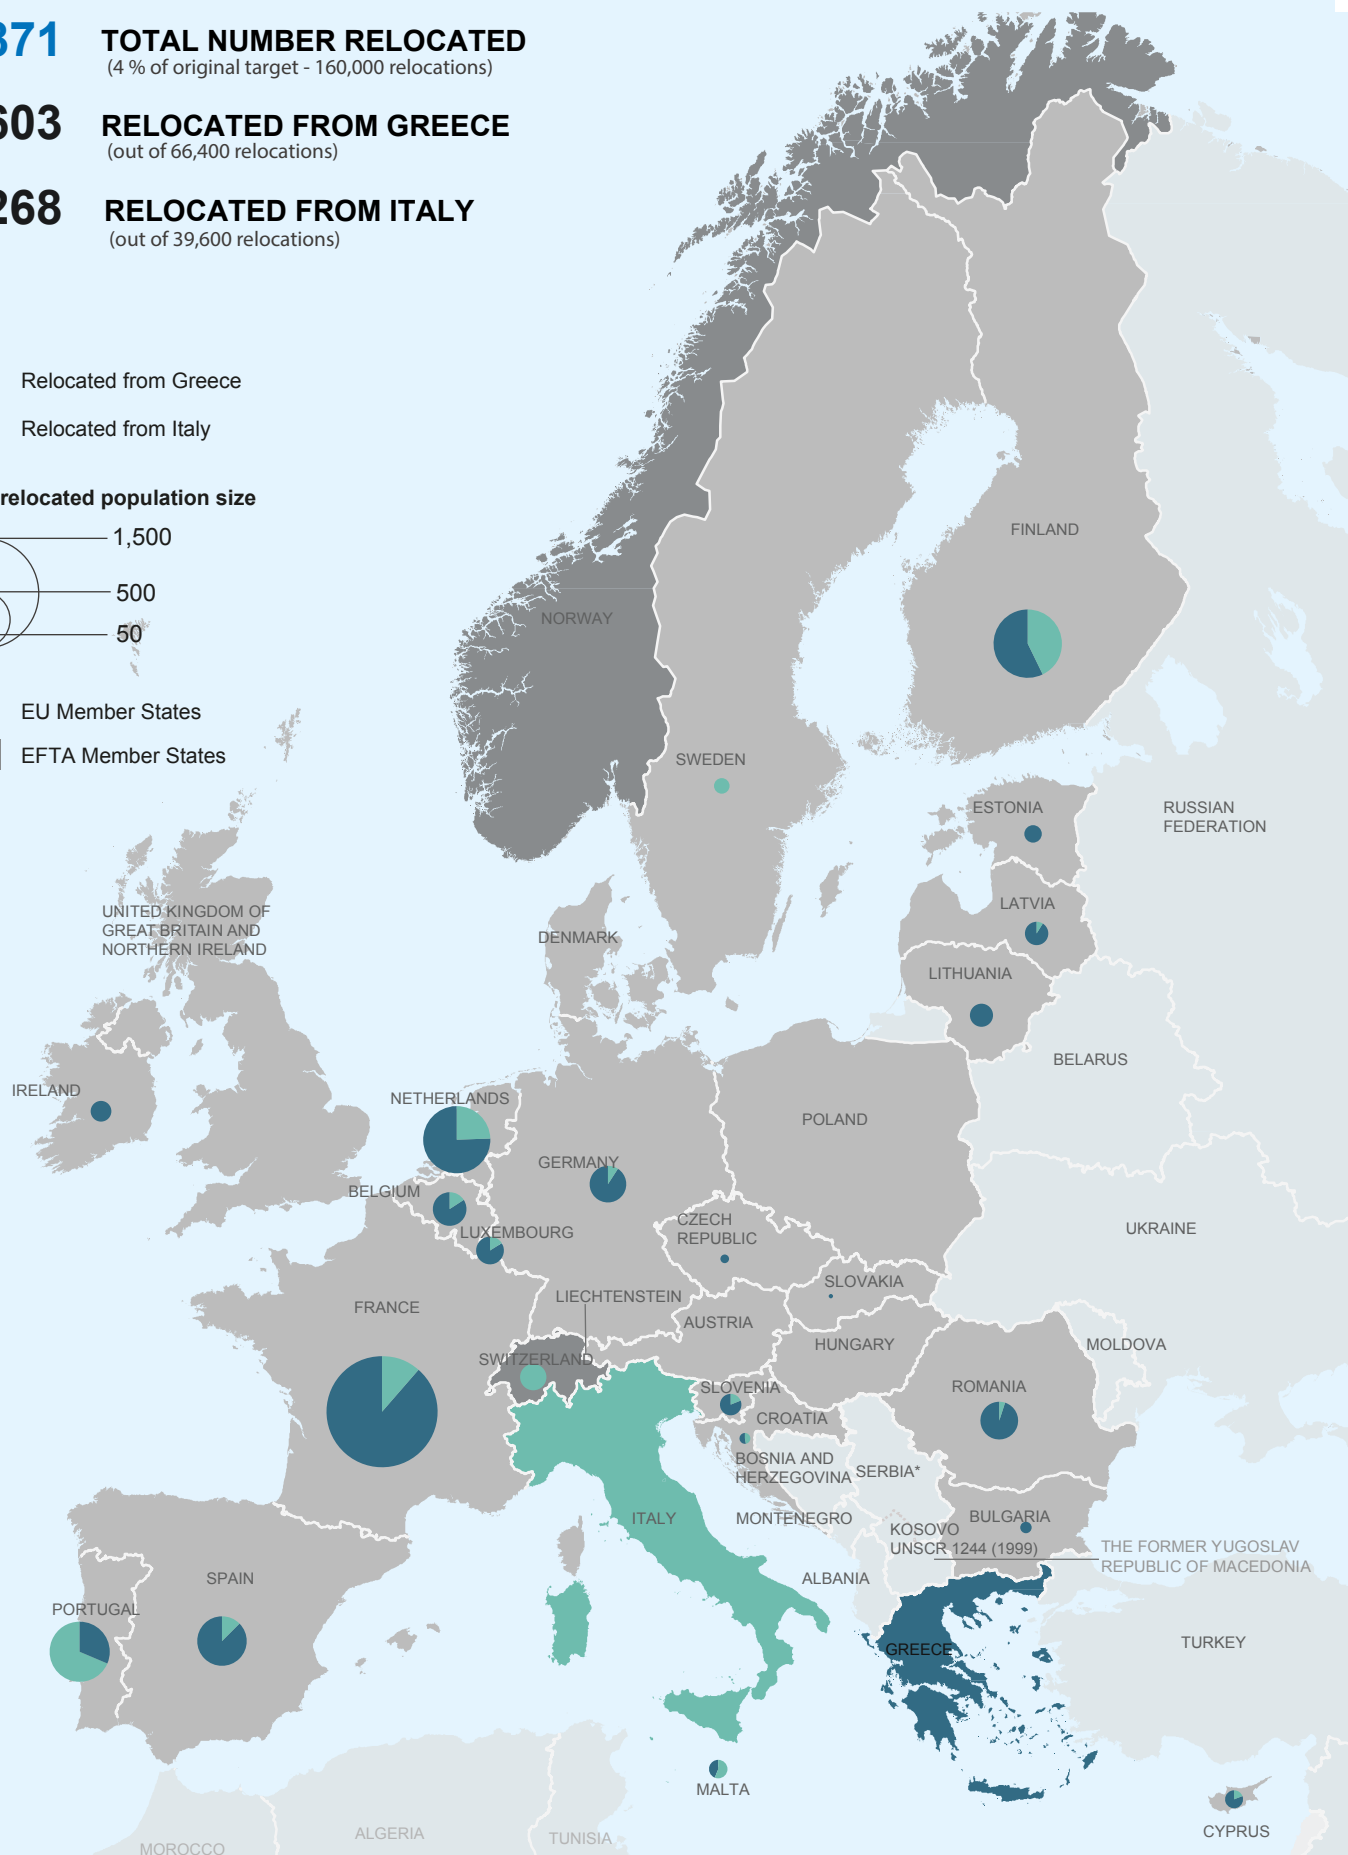 871 TOTAL NUMBER RELOCATED
(4 % of original target - 160,000 relocations)
603 RELOCATED FROM GREECE
(out of 66,400 relocations)
268 RELOCATED FROM ITALY
(out of 39,600 relocations)
Relocated from Greece
Relocated from Italy
relocated population size
1,500
500
50
EU Member States
EFTA Member States
FINLAND
NORWAY
SWEDEN
ESTONIA
RUSSIAN
FEDERATION
LATVIA
UNITED KINGDOM OF
GREAT BRITAIN AND
NORTHERN IRELAND
DENMARK
LITHUANIA
BELARUS
IRELAND
NETHERLANDS
POLAND
GERMANY
BELGIUM
LUXEMBOURG
CZECH
REPUBLIC
UKRAINE
SLOVAKIA
LIECHTENSTEIN
FRANCE
AUSTRIA
HUNGARY
MOLDOVA
SWITZERLAND
SLOVENIA
ROMANIA
CROATIA
BOSNIA AND
HERZEGOVINA
SERBIA*
ITALY
MONTENEGRO
BULGARIA
KOSOVO
UNSCR 1244 (1999)
THE FORMER YUGOSLAV
REPUBLIC OF MACEDONIA
ALBANIA
SPAIN
PORTUGAL
GREECE
TURKEY
MALTA
CYPRUS
ALGERIA
TUNISIA
MOROCCO